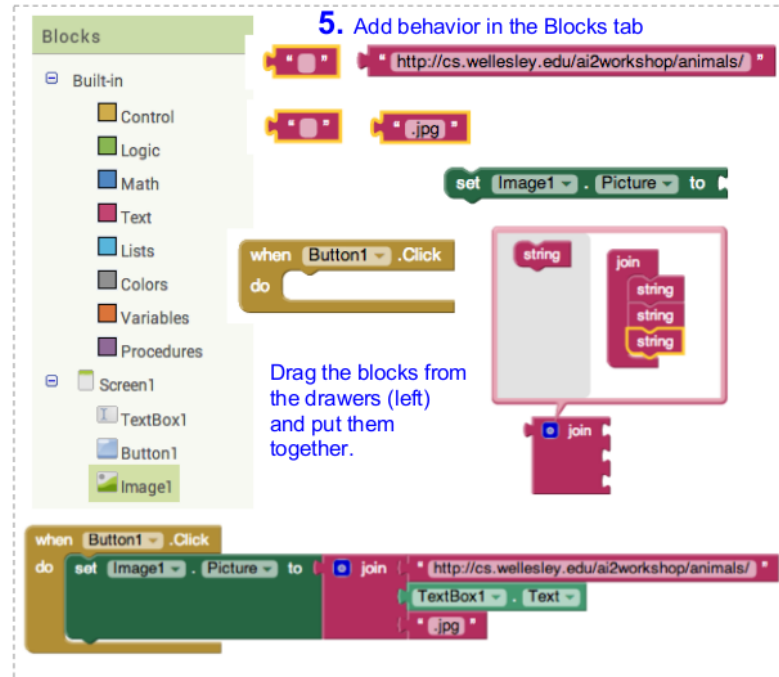 5. Add behavior in the Blocks tab
Blocks
Built-in
Control
Logic
Math
Text
Lists
Colors
Variables
Procedures
Screen1
TextBox1
Button1
Image1
" "
" http://cs.wellesley.edu/ai2workshop/animals/ "
" "
" .jpg "
set Image1 . Picture to
when Button1 .Click
do
string
join
string
string
string
join
Drag the blocks from
the drawers (left)
and put them
together.
when Button1 .Click
do set Image1 . Picture to join " http://cs.wellesley.edu/ai2workshop/animals/ "
TextBox1 . Text
" .jpg "